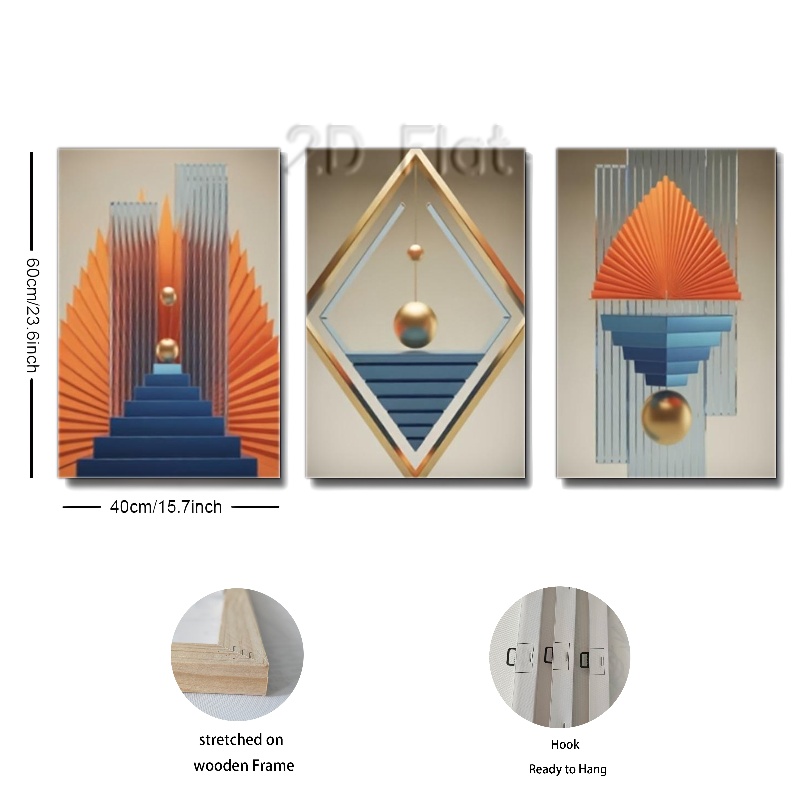 2D Flat
60cm/23.6inch
40cm/15.7inch
stretched on
wooden Frame
Hook
Ready to Hang